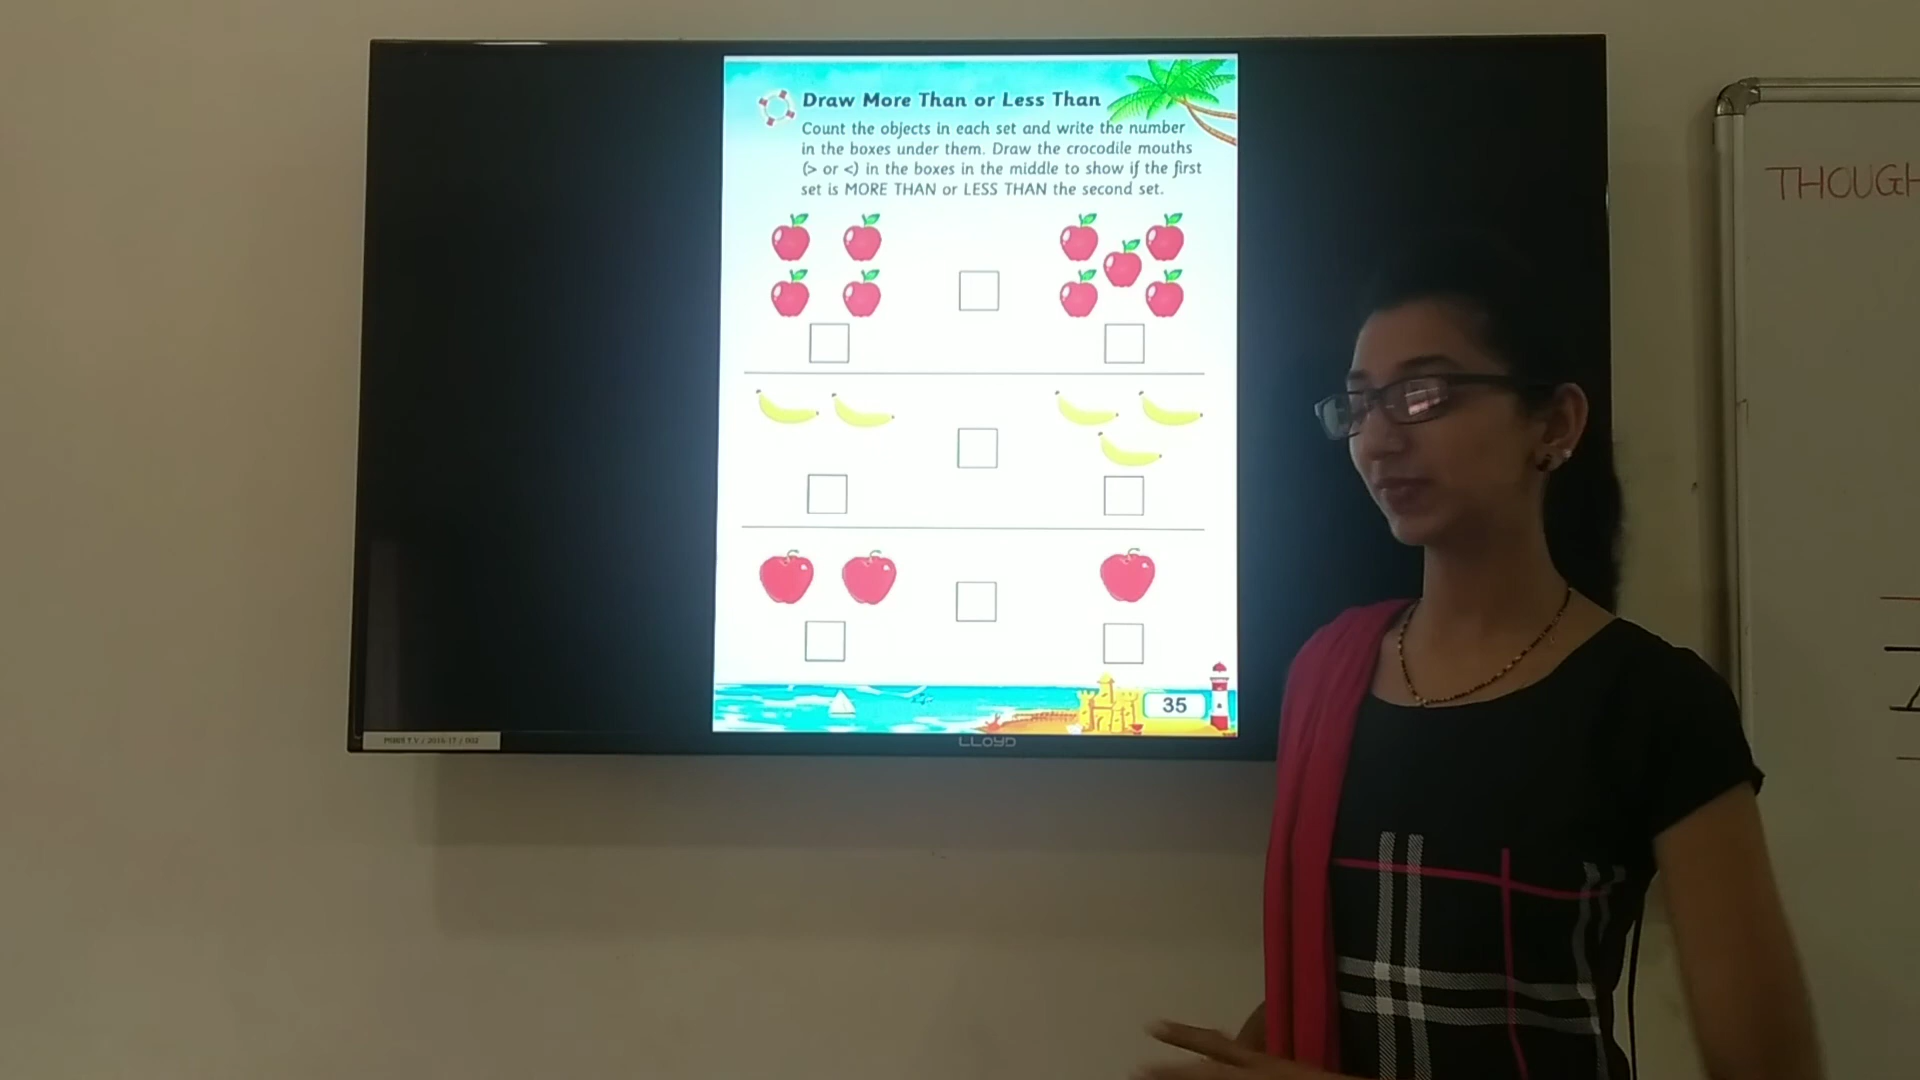 Draw More Than or Less Than
Count the objects in each set and write the number
in the boxes under them. Draw the crocodile mouths
(> or <) in the boxes in the middle to show if the first
set is MORE THAN or LESS THAN the second set.
35
LLOYD
THOUGH